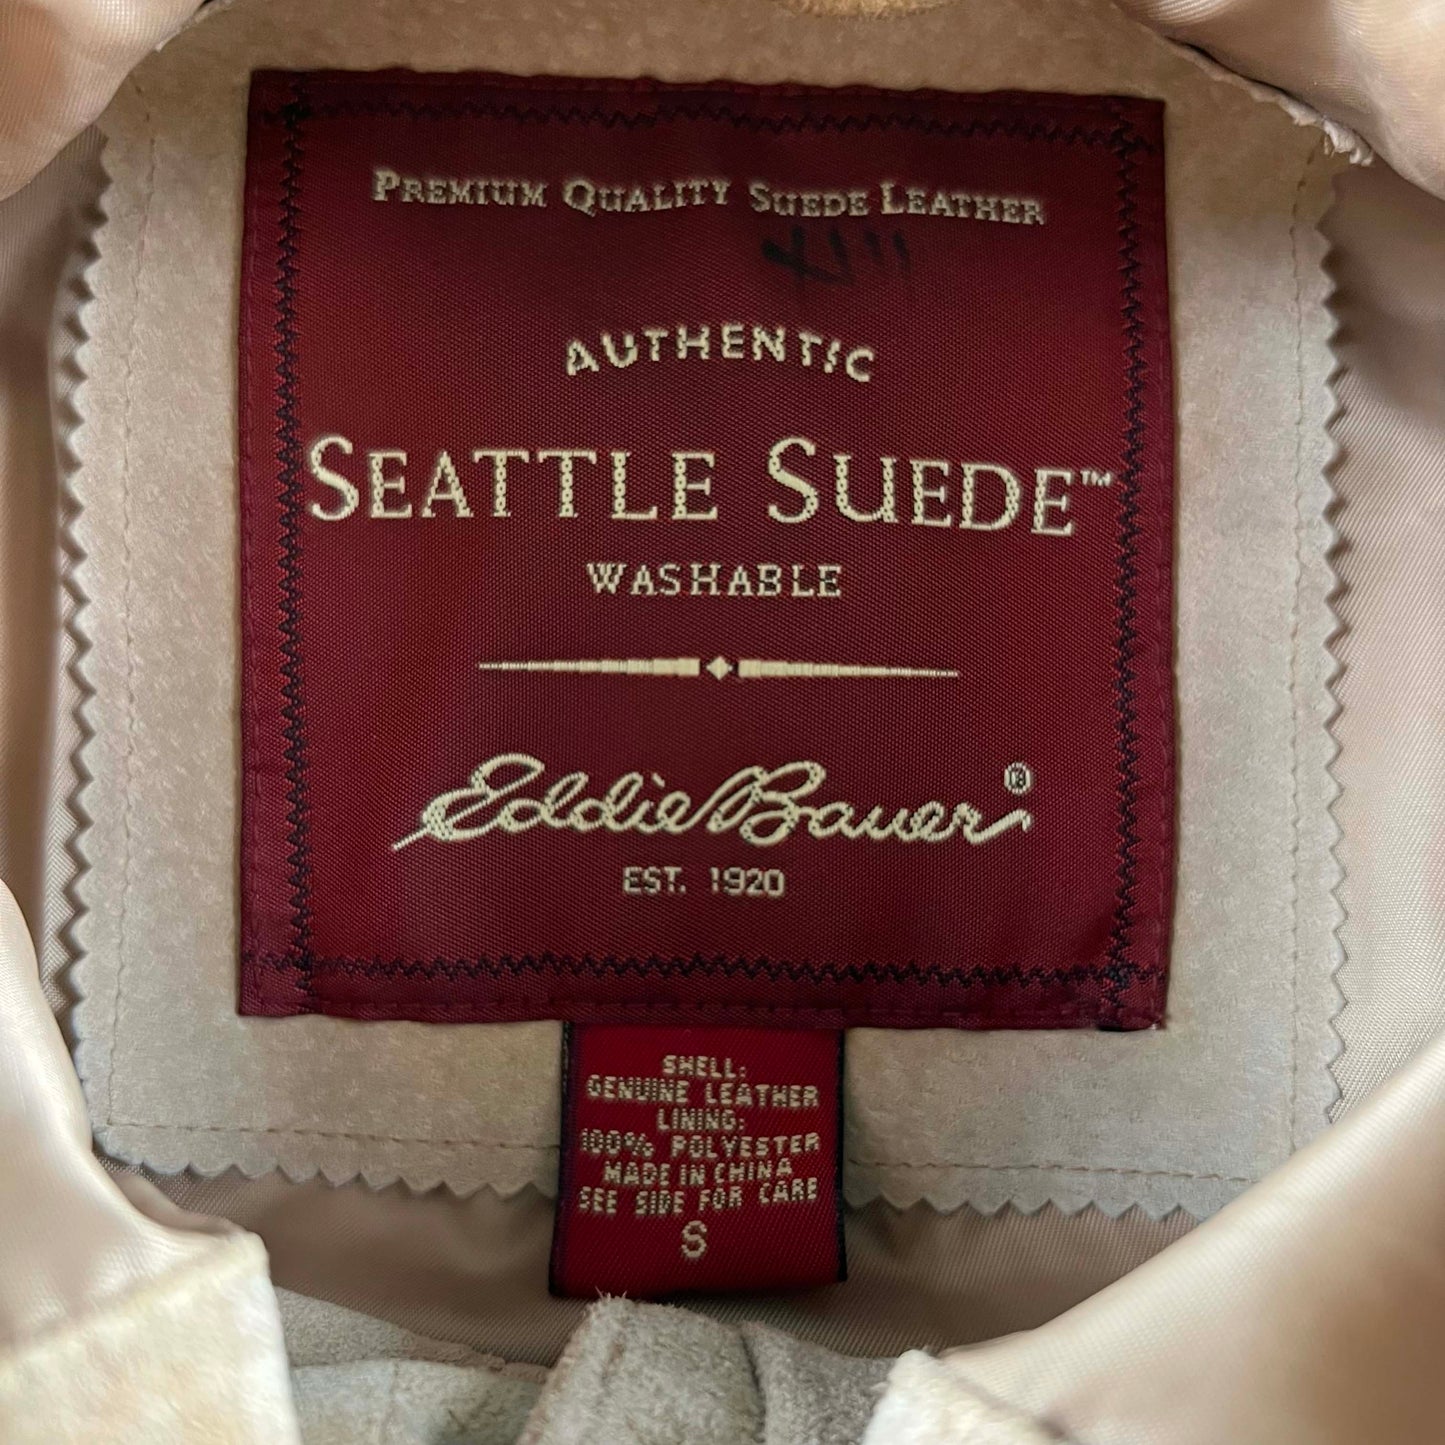 PREMIUM QUALITY SUEDE LEATHER
AUTHENTIC
SEATTLE SUEDE™
WASHABLE
Eddie Bauer®
EST. 1920
SHELL:
GENUINE LEATHER
LINING:
100% POLYESTER
MADE IN CHINA
SEE SIDE FOR CARE
S